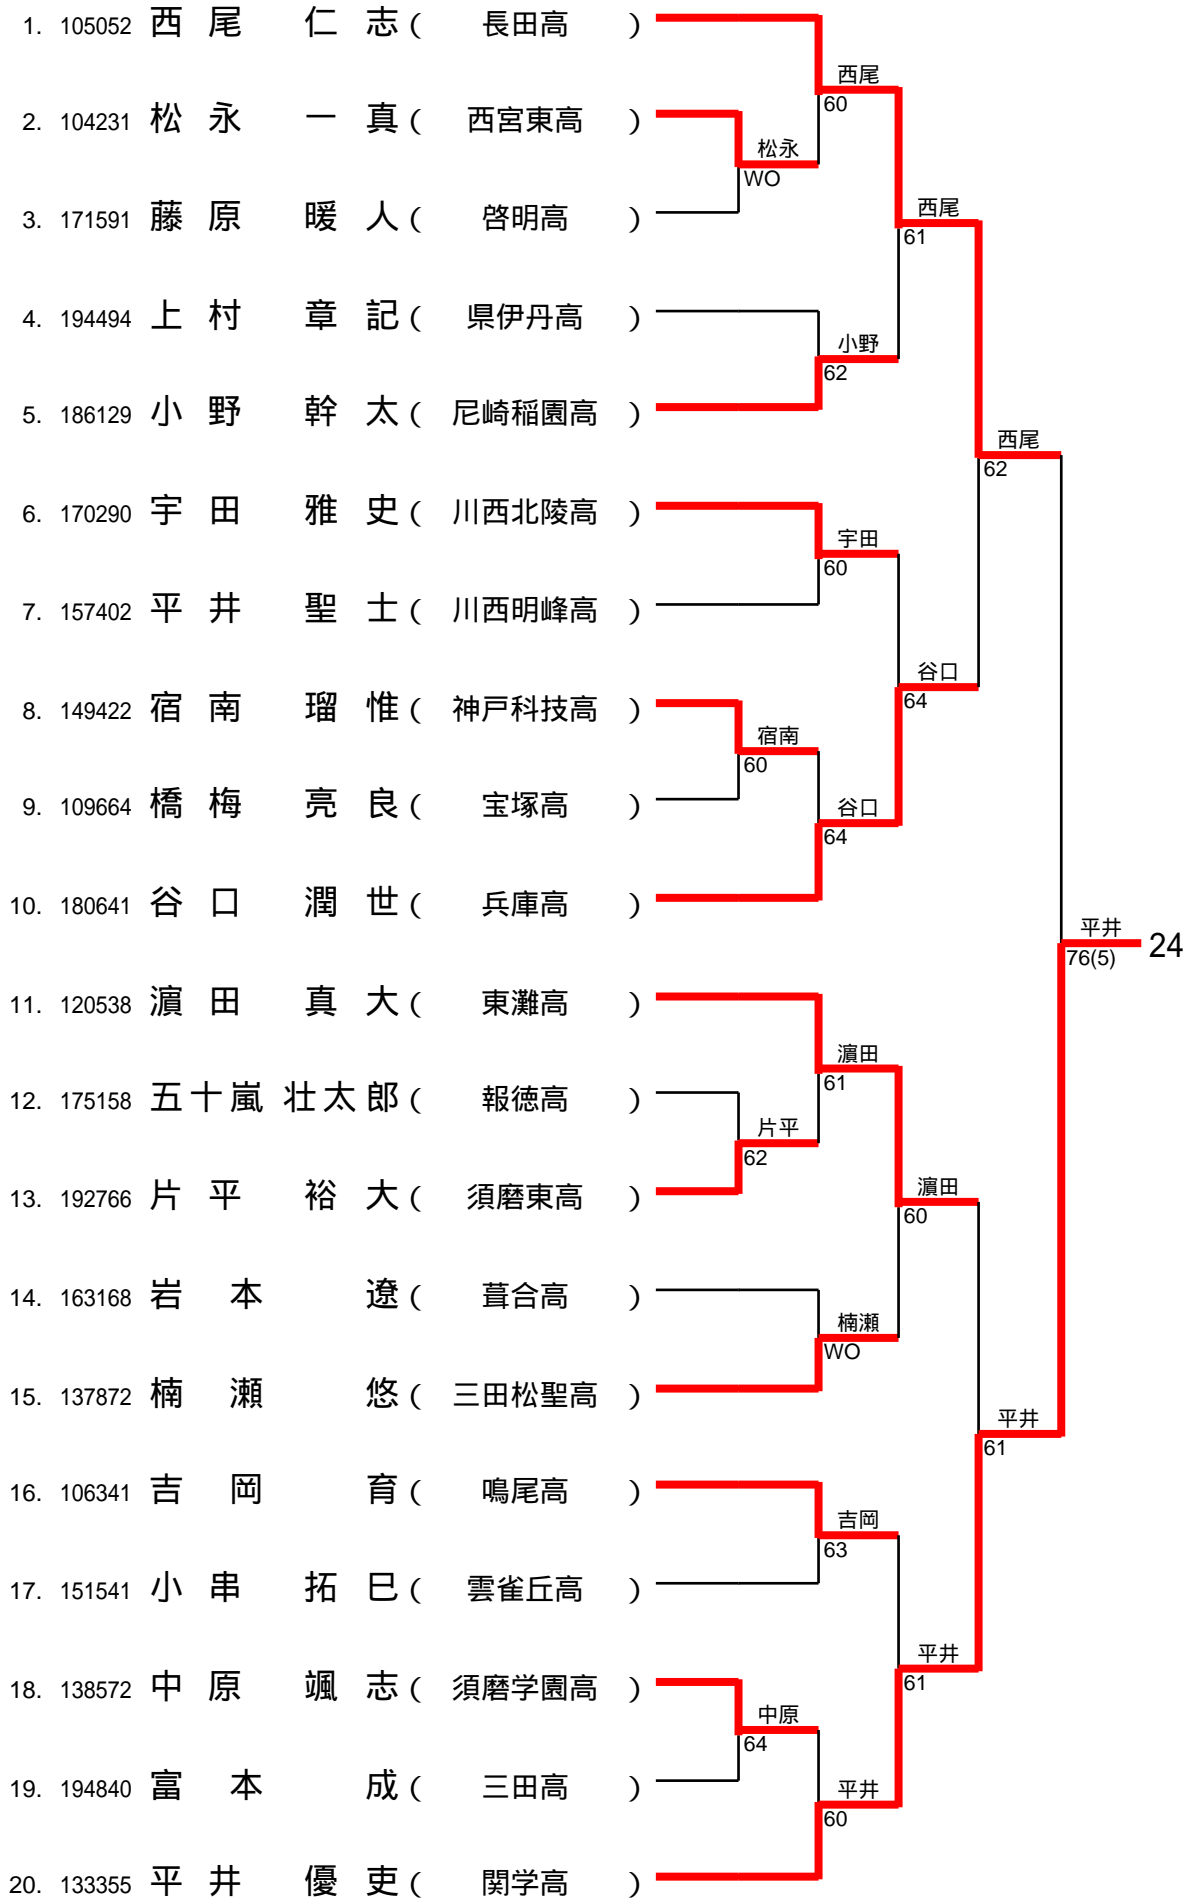 1. 105052 西尾 仁志 ( 長田高 )
西尾
60
2. 104231 松永 一真 ( 西宮東高 )
松永
WO
3. 171591 藤原 暖人 ( 啓明高 )
西尾
61
4. 194494 上村 章記 ( 県伊丹高 )
小野
62
5. 186129 小野 幹太 ( 尼崎稲園高 )
西尾
62
6. 170290 宇田 雅史 ( 川西北陵高 )
宇田
60
7. 157402 平井 聖士 ( 川西明峰高 )
谷口
64
8. 149422 宿南 瑠惟 ( 神戸科技高 )
宿南
60
9. 109664 橋梅 亮良 ( 宝塚高 )
谷口
64
10. 180641 谷口 潤世 ( 兵庫高 )
平井
76(5)
24
11. 120538 濵田 真大 ( 東灘高 )
濵田
61
12. 175158 五十嵐 壮太郎 ( 報徳高 )
片平
62
13. 192766 片平 裕大 ( 須磨東高 )
濵田
60
14. 163168 岩本 遼 ( 葺合高 )
楠瀬
WO
15. 137872 楠瀬 悠 ( 三田松聖高 )
平井
61
16. 106341 吉岡 育 ( 鳴尾高 )
吉岡
63
17. 151541 小串 拓巳 ( 雲雀丘高 )
平井
61
18. 138572 中原 颯志 ( 須磨学園高 )
中原
64
19. 194840 富本 成 ( 三田高 )
平井
60
20. 133355 平井 優吏 ( 関学高 )